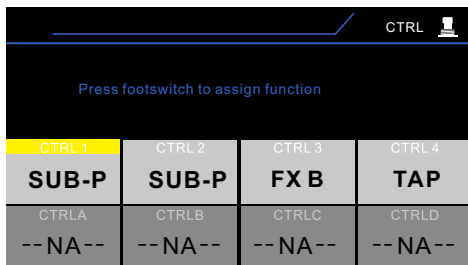 CTRL
Press footswitch to assign function
CTRL 1 CTRL 2 CTRL 3 CTRL 4
SUB-P SUB-P FX B TAP
CTRLA CTRLB CTRLC CTRLD
--NA-- --NA-- --NA-- --NA--